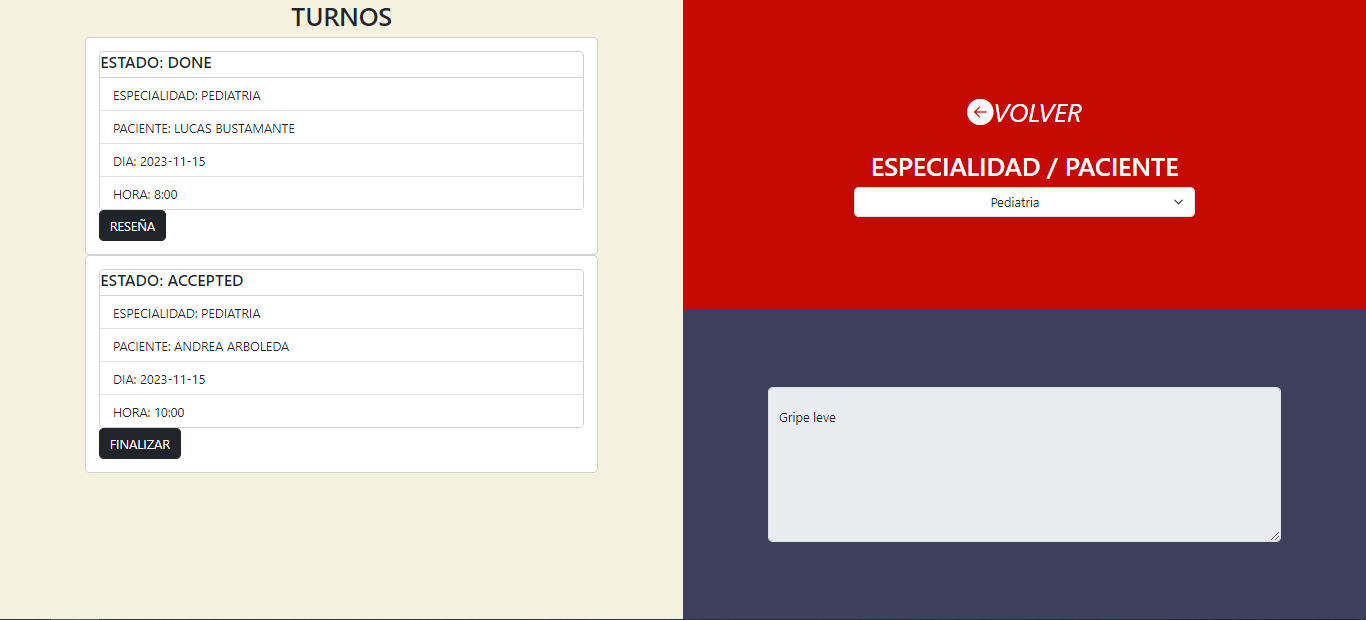 TURNOS
ESTADO: DONE
ESPECIALIDAD: PEDIATRIA
PACIENTE: LUCAS BUSTAMANTE
DIA: 2023-11-15
HORA: 8:00
RESEÑA
ESTADO: ACCEPTED
ESPECIALIDAD: PEDIATRIA
PACIENTE: ANDREA ARBOLEDA
DIA: 2023-11-15
HORA: 10:00
FINALIZAR
VOLVER
ESPECIALIDAD / PACIENTE
Pediatria
Gripe leve